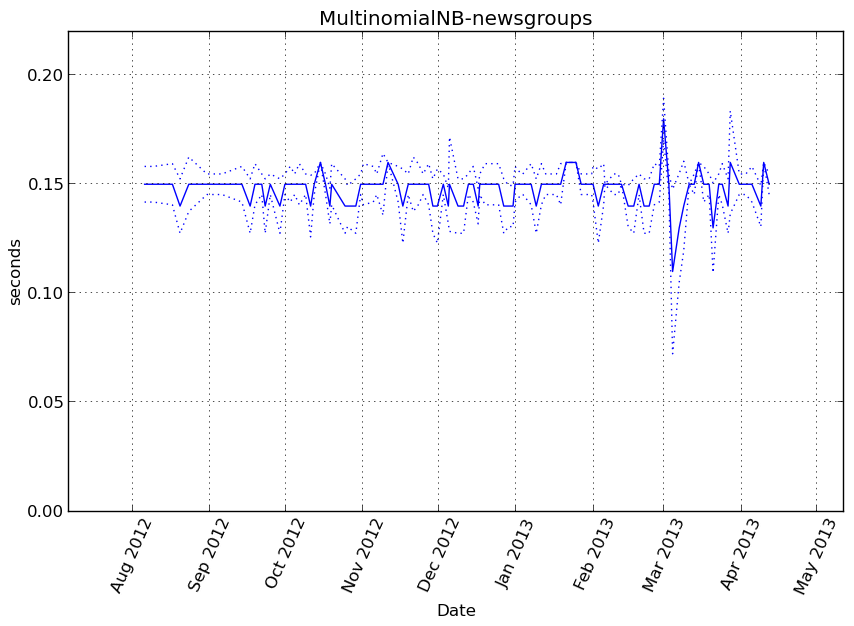 MultinomialNB-newsgroups
0.20
0.15
0.10
0.05
0.00
seconds
Aug 2012
Sep 2012
Oct 2012
Nov 2012
Dec 2012
Jan 2013
Feb 2013
Mar 2013
Apr 2013
May 2013
Date